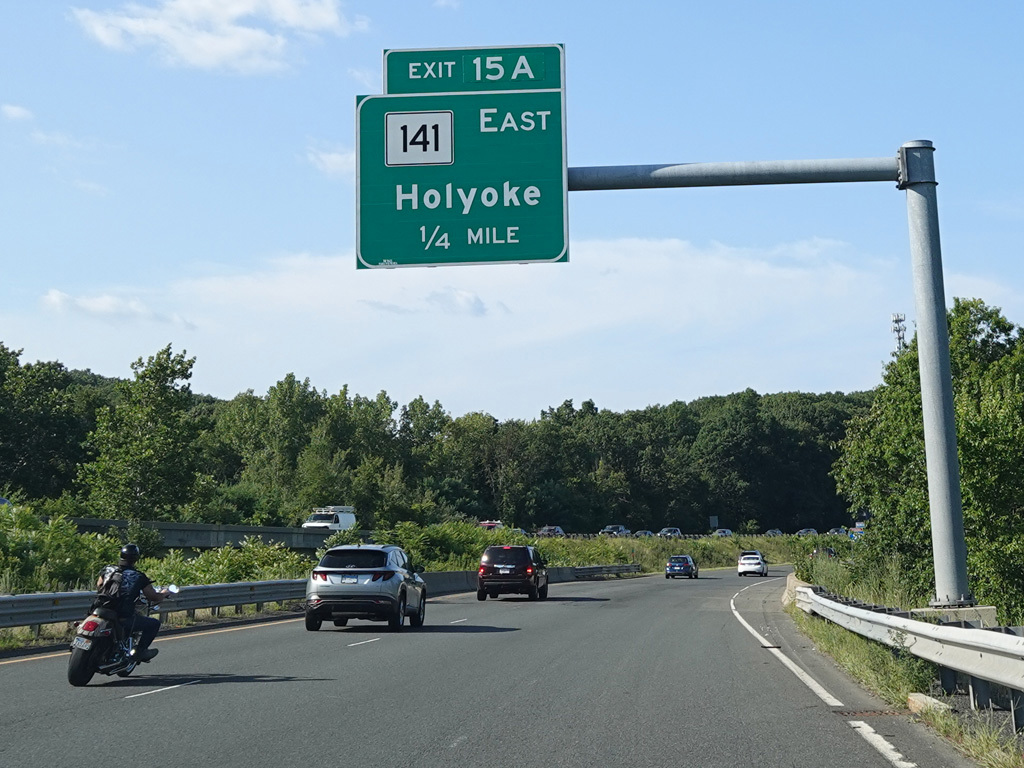 EXIT 15 A
141 EAST
Holyoke
1/4 MILE